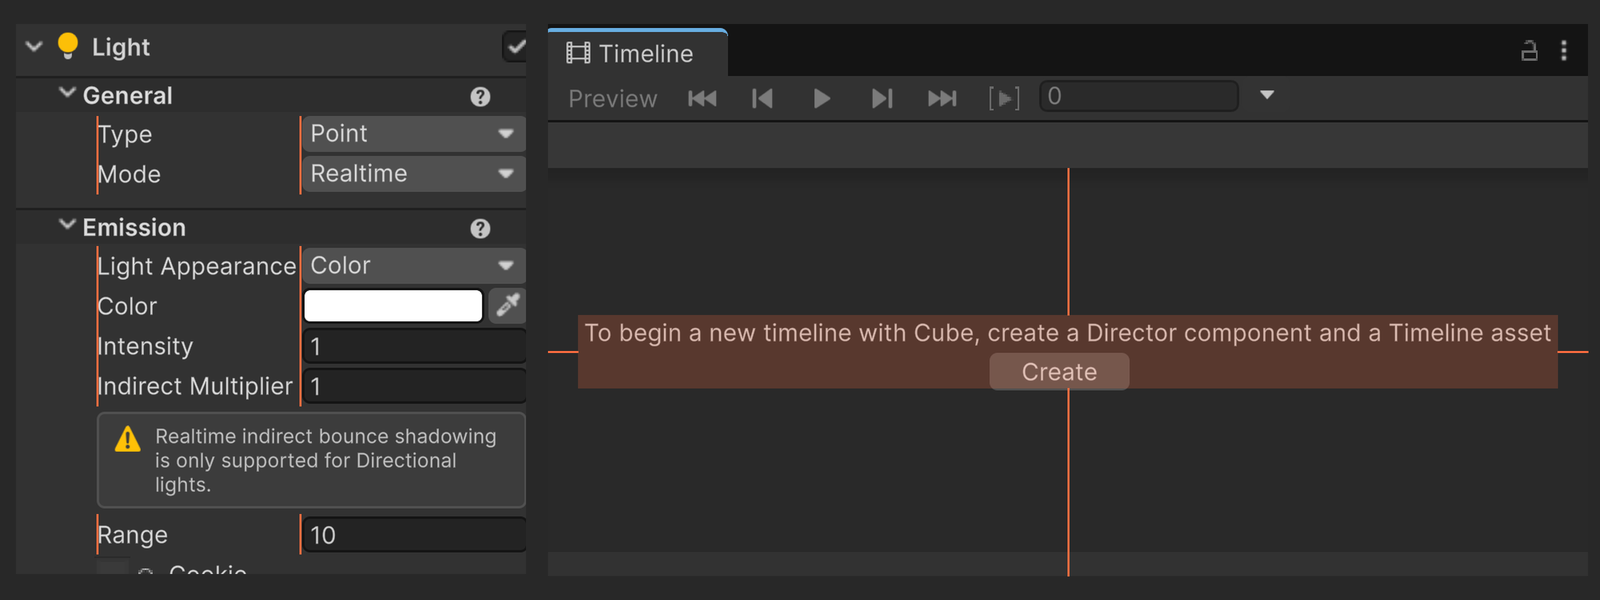 Light
General
Type
Point
Mode
Realtime
Emission
Light Appearance
Color
Color
Intensity
1
Indirect Multiplier
1
Realtime indirect bounce shadowing
is only supported for Directional
lights.
Range
10
Cookie
Timeline
Preview
0
To begin a new timeline with Cube, create a Director component and a Timeline asset
Create